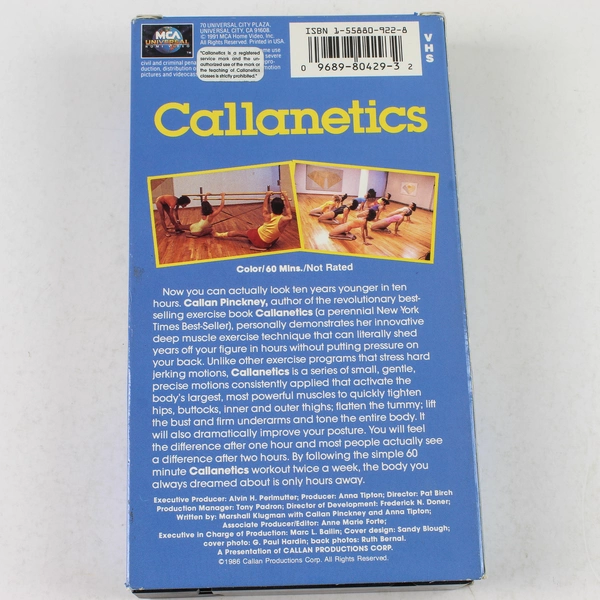 MCA
UNIVERSAL
HOME VIDEO
70 UNIVERSAL CITY PLAZA,
UNIVERSAL CITY, CA 91608.
© 1991 MCA Home Video, Inc.
All Rights Reserved. Printed in USA.
civil and criminal pena
duction, distribution o
pictures and videocas
"Callanetics is a registered
service mark and the un-
authorized use of the mark or
the teaching of Callanetics
classes is strictly prohibited."
se use
severe
pro-
motion
ISBN 1-55880-922-8
0 9689-80429-3 2
VHS
Callanetics
Color/60 Mins./Not Rated
Now you can actually look ten years younger in ten
hours. Callan Pinckney, author of the revolutionary best-
selling exercise book Callanetics (a perennial New York
Times Best-Seller), personally demonstrates her innovative
deep muscle exercise technique that can literally shed
years off your figure in hours without putting pressure on
your back. Unlike other exercise programs that stress hard
jerking motions, Callanetics is a series of small, gentle,
precise motions consistently applied that activate the
body's largest, most powerful muscles to quickly tighten
hips, buttocks, inner and outer thighs; flatten the tummy; lift
the bust and firm underarms and tone the entire body. It
will also dramatically improve your posture. You will feel
the difference after one hour and most people actually see
a difference after two hours. By following the simple 60
minute Callanetics workout twice a week, the body you
always dreamed about is only hours away.
Executive Producer: Alvin H. Perlmutter; Producer: Anna Tipton; Director: Pat Birch
Production Manager: Tony Padron; Director of Development: Frederick N. Doner;
Written by: Marshall Klugman with Callan Pinckney and Anna Tipton;
Associate Producer/Editor: Anne Marie Forte;
Executive in Charge of Production: Marc L. Bailin; Cover design: Sandy Blough;
cover photo: G. Paul Hardin; back photos: Ruth Bernal.
A Presentation of CALLAN PRODUCTIONS CORP.
©1986 Callan Productions Corp. All Rights Reserved.